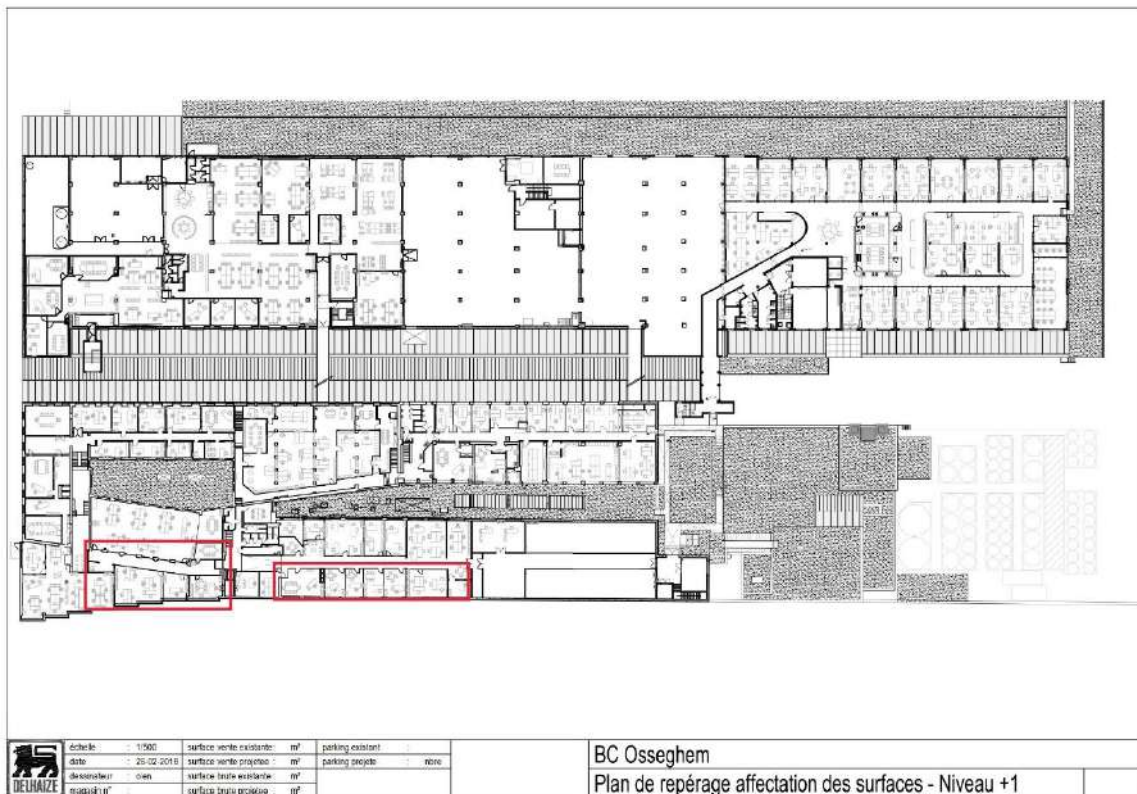 DELHAIZE
échelle : 1/500 surface vente existante: m² parking existant :
date : 26-02-2018 surface vente projetée : m² parking projeté : nbre
dessinateur : oien surface brute existante: m²
magasin n° : surface brute projetée : m²
BC Osseghem
Plan de repérage affectation des surfaces - Niveau +1